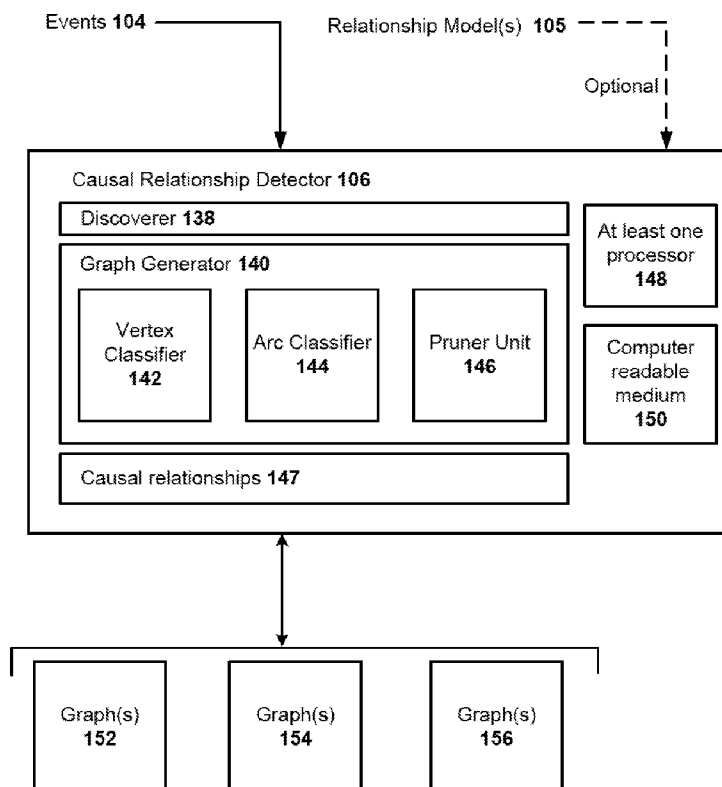 Events 104
Relationship Model(s) 105
Optional
Causal Relationship Detector 106
Discoverer 138
At least one
processor
148
Graph Generator 140
Vertex
Classifier
142
Arc Classifier
144
Pruner Unit
146
Computer
readable
medium
150
Causal relationships 147
Graph(s)
152
Graph(s)
154
Graph(s)
156